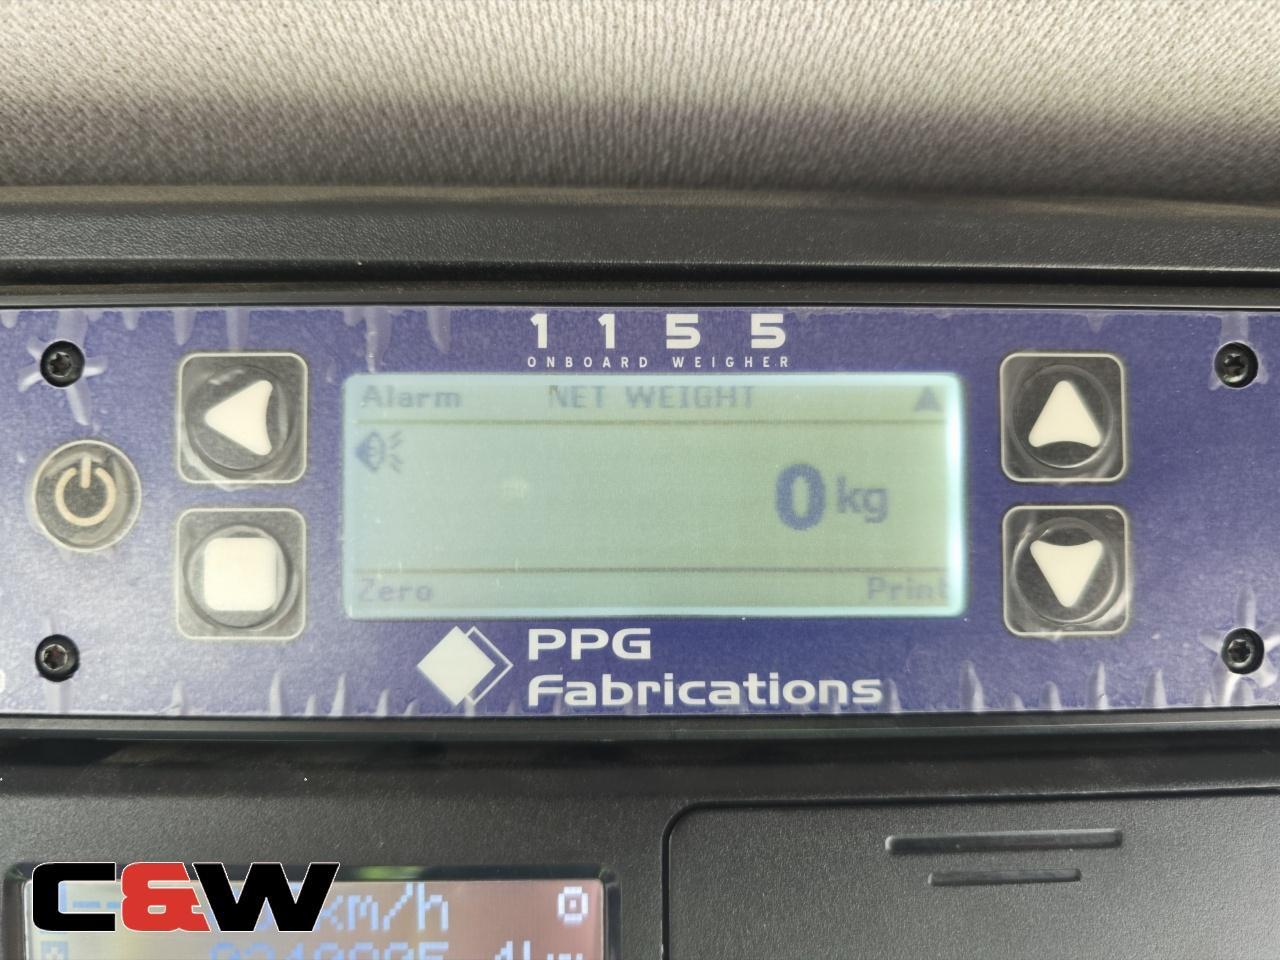 1155
ONBOARD WEIGHER
Alarm NET WEIGHT
0 kg
Zero Print
PPG
Fabrications
C&W
km/h